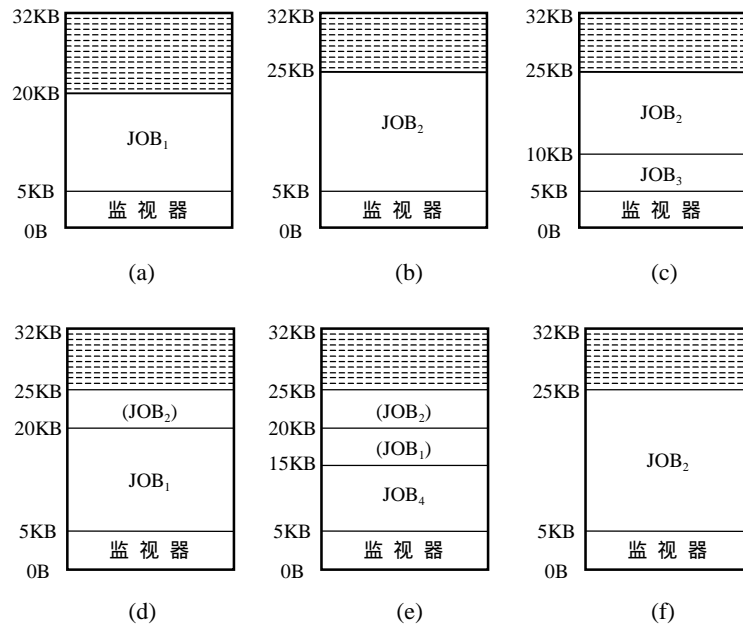 32KB
20KB
JOB₁
5KB
监 视 器
0B
(a)
32KB
25KB
JOB₂
5KB
监 视 器
0B
(b)
32KB
25KB
JOB₂
10KB
JOB₃
5KB
监 视 器
0B
(c)
32KB
25KB
(JOB₂)
20KB
JOB₁
5KB
监 视 器
0B
(d)
32KB
25KB
(JOB₂)
20KB
(JOB₁)
15KB
JOB₄
5KB
监 视 器
0B
(e)
32KB
25KB
JOB₂
5KB
监 视 器
0B
(f)